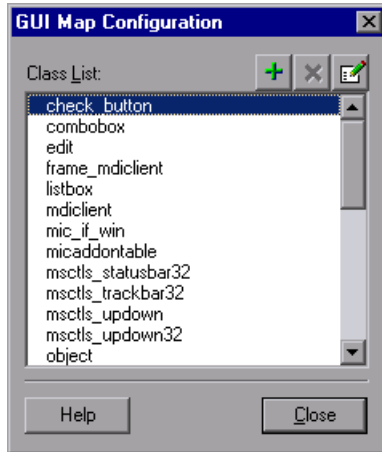 GUI Map Configuration
Class List:
check_button
combobox
edit
frame_mdiclient
listbox
mdiclient
mic_if_win
micaddontable
msctls_statusbar32
msctls_trackbar32
msctls_updown
msctls_updown32
object
Help
Close